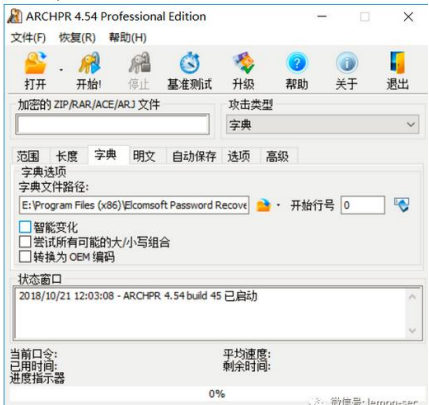 ARCHPR 4.54 Professional Edition
文件(F) 恢复(R) 帮助(H)
打开 开始! 停止 基准测试 升级 帮助 关于 退出
加密的 ZIP/RAR/ACE/ARJ 文件 攻击类型
字典
范围 长度 字典 明文 自动保存 选项 高级
字典选项
字典文件路径:
E:\Program Files (x86)\Elcomsoft Password Recove 开始行号 0
智能变化
尝试所有可能的大/小写组合
转换为 OEM 编码
状态窗口
2018/10/21 12:03:08 - ARCHPR 4.54 build 45 已启动
当前口令: 平均速度:
已用时间: 剩余时间:
进度指示器
0%
微信号: lemon-sec